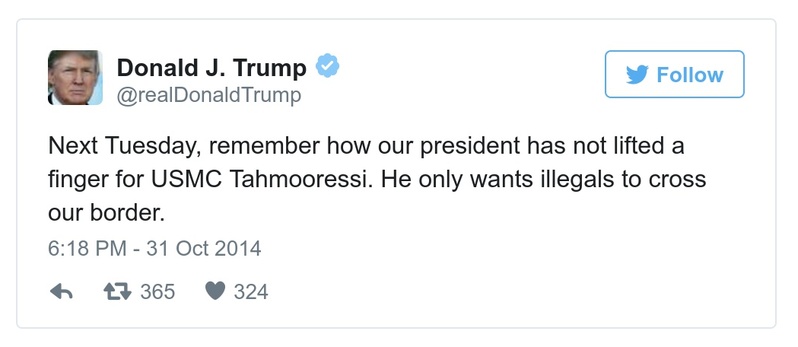 Donald J. Trump
@realDonaldTrump
Follow
Next Tuesday, remember how our president has not lifted a
finger for USMC Tahmooressi. He only wants illegals to cross
our border.
6:18 PM - 31 Oct 2014
365 324